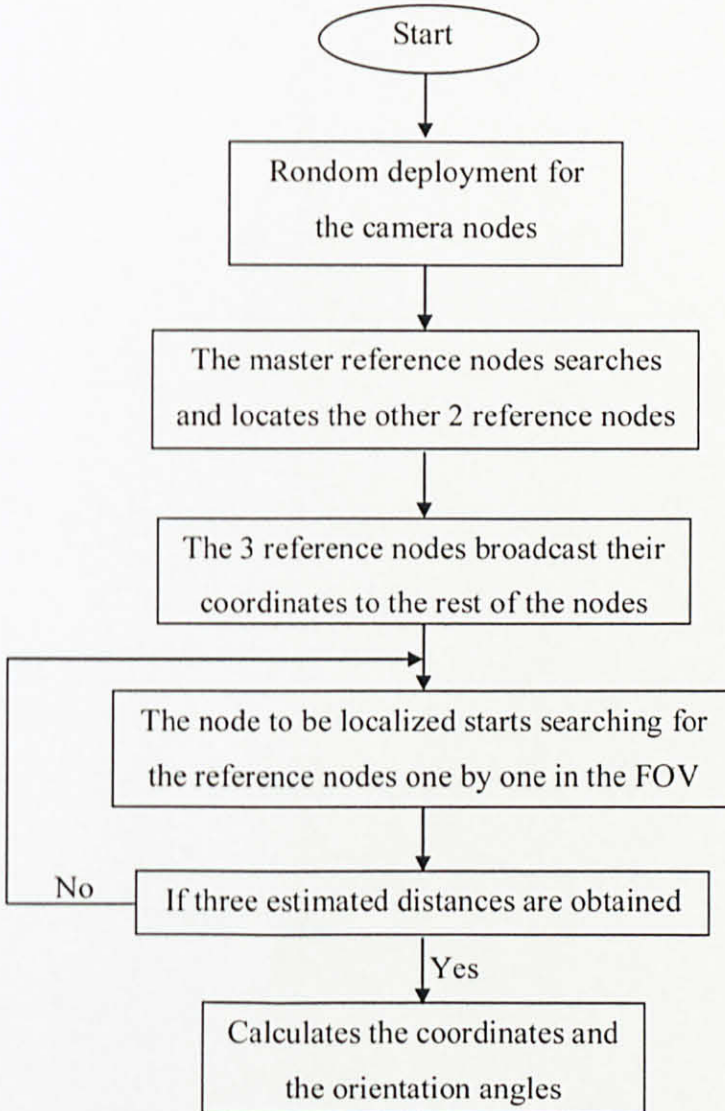 Start
Rondom deployment for
the camera nodes
The master reference nodes searches
and locates the other 2 reference nodes
The 3 reference nodes broadcast their
coordinates to the rest of the nodes
The node to be localized starts searching for
the reference nodes one by one in the FOV
No
If three estimated distances are obtained
Yes
Calculates the coordinates and
the orientation angles